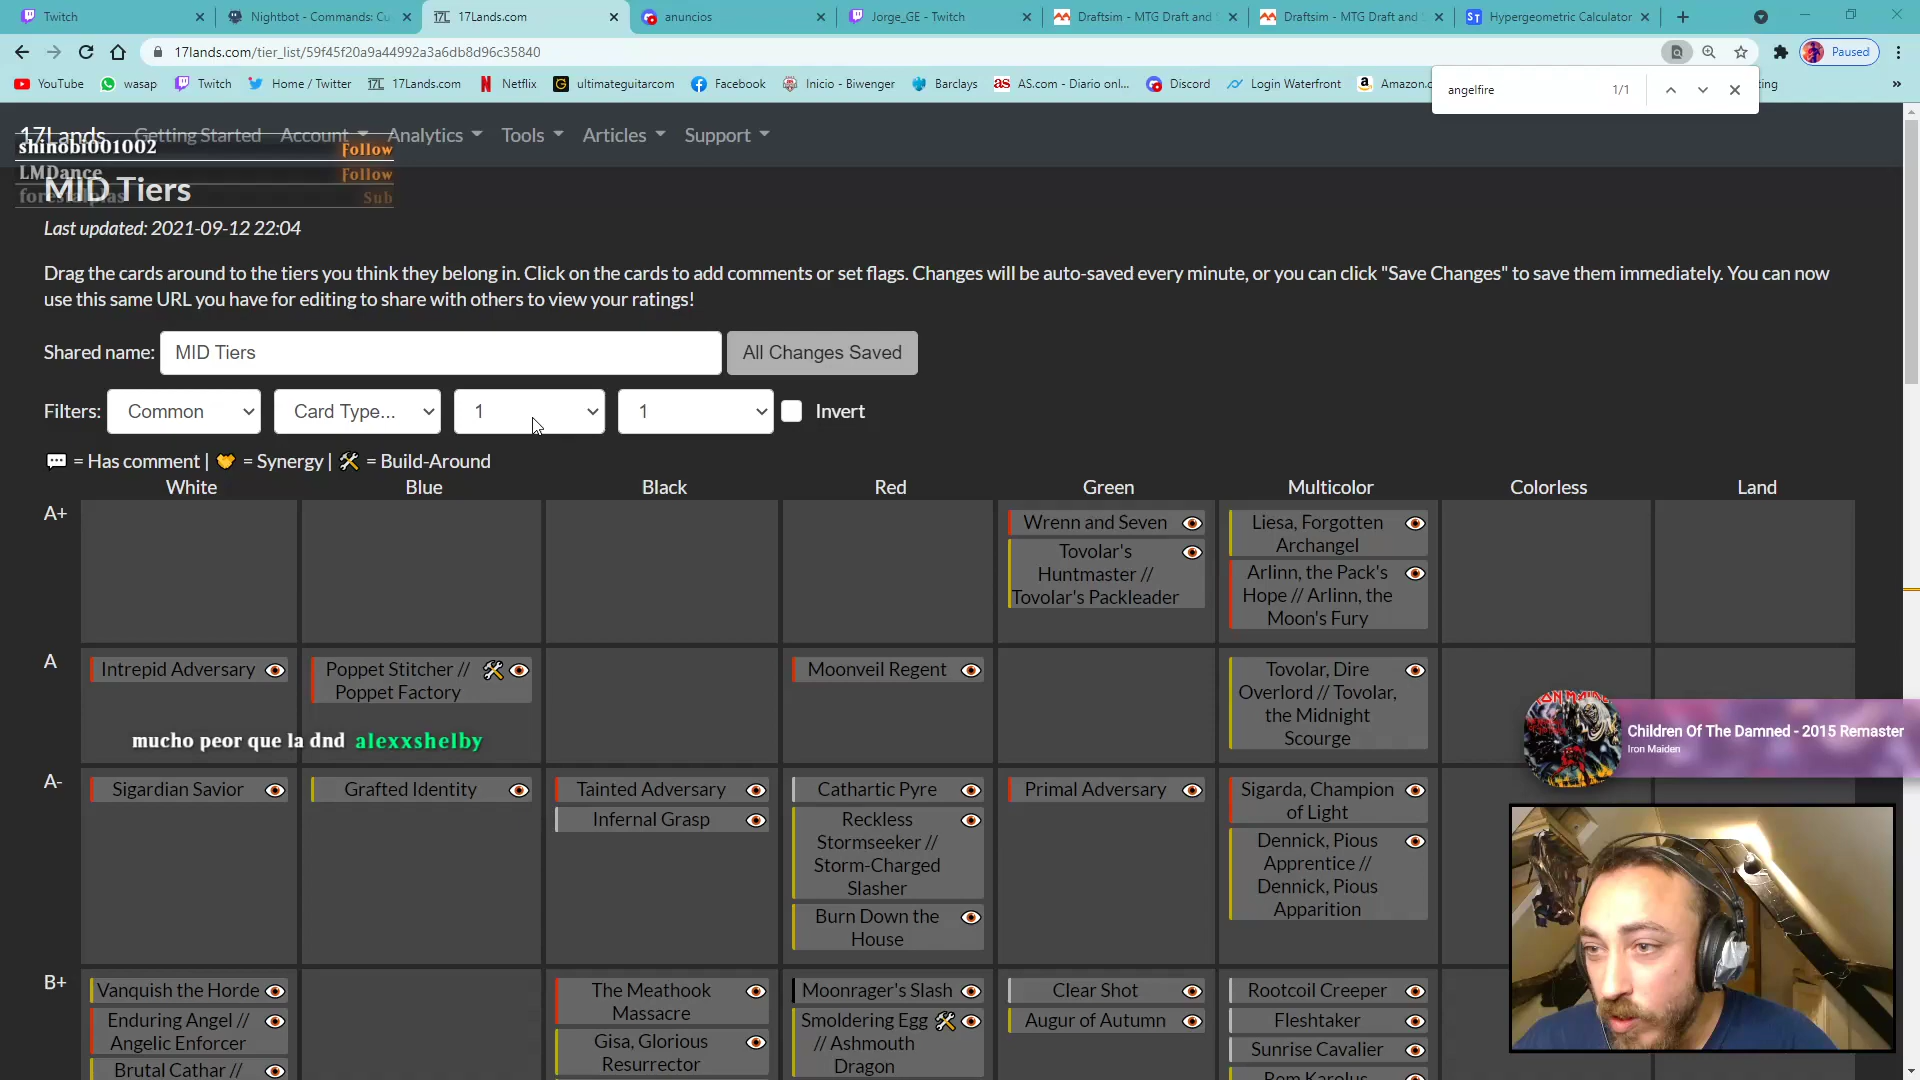 Twitch
Nightbot - Commands: Cu
17Lands.com
anuncios
Jorge_GE - Twitch
Draftsim - MTG Draft and
Draftsim - MTG Draft and
Hypergeometric Calculator
17lands.com/tier_list/59f45f20a9a44992a3a6db8d96c35840
Paused
YouTube
wasap
Twitch
Home / Twitter
17Lands.com
Netflix
ultimateguitarcom
Facebook
Inicio - Biwenger
Barclays
AS.com - Diario onl...
Discord
Login Waterfront
Amazon.c
ting
angelfire
1/1
17Lands
Getting Started
Account
Analytics
Tools
Articles
Support
shinobi001002 Follow
LMDance Follow
forestalplas Sub
MID Tiers
Last updated: 2021-09-12 22:04
Drag the cards around to the tiers you think they belong in. Click on the cards to add comments or set flags. Changes will be auto-saved every minute, or you can click "Save Changes" to save them immediately. You can now
use this same URL you have for editing to share with others to view your ratings!
Shared name: MID Tiers All Changes Saved
Filters: Common Card Type... 1 1 Invert
= Has comment | = Synergy | = Build-Around
White Blue Black Red Green Multicolor Colorless Land
A+
Wrenn and Seven
Tovolar's
Huntmaster //
Tovolar's Packleader
Liesa, Forgotten
Archangel
Arlinn, the Pack's
Hope // Arlinn, the
Moon's Fury
A
Intrepid Adversary
Poppet Stitcher //
Poppet Factory
Moonveil Regent
Tovolar, Dire
Overlord // Tovolar,
the Midnight
Scourge
mucho peor que la dnd alexxshelby
Children Of The Damned - 2015 Remaster
Iron Maiden
IRON MAIDEN
A-
Sigardian Savior
Grafted Identity
Tainted Adversary
Infernal Grasp
Cathartic Pyre
Reckless
Stormseeker //
Storm-Charged
Slasher
Burn Down the
House
Primal Adversary
Sigarda, Champion
of Light
Dennick, Pious
Apprentice //
Dennick, Pious
Apparition
B+
Vanquish the Horde
Enduring Angel //
Angelic Enforcer
Brutal Cathar //
The Meathook
Massacre
Gisa, Glorious
Resurrector
Moonrager's Slash
Smoldering Egg
// Ashmouth
Dragon
Clear Shot
Augur of Autumn
Rootcoil Creeper
Fleshtaker
Sunrise Cavalier
Rem Karolus